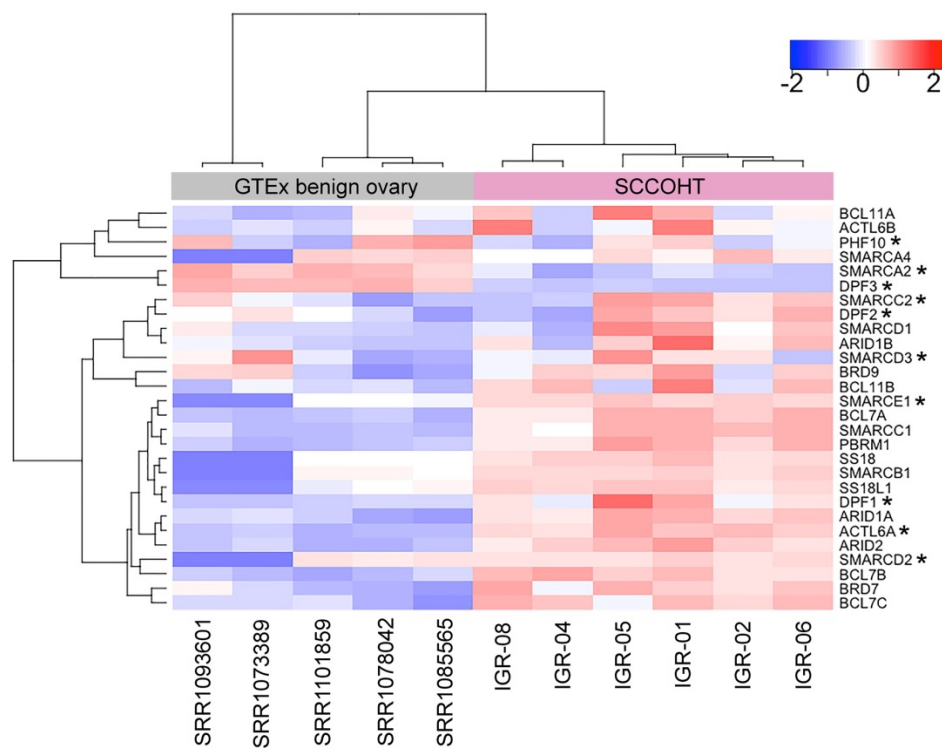 -2 0 2
GTEx benign ovary SCCOHT
BCL11A
ACTL6B
PHF10 *
SMARCA4
SMARCA2 *
DPF3 *
SMARCC2 *
DPF2 *
SMARCD1
ARID1B
SMARCD3 *
BRD9
BCL11B
SMARCE1 *
BCL7A
SMARCC1
PBRM1
SS18
SMARCB1
SS18L1
DPF1 *
ARID1A
ACTL6A *
ARID2
SMARCD2 *
BCL7B
BRD7
BCL7C
SRR1093601
SRR1073389
SRR1101859
SRR1078042
SRR1085565
IGR-08
IGR-04
IGR-05
IGR-01
IGR-02
IGR-06